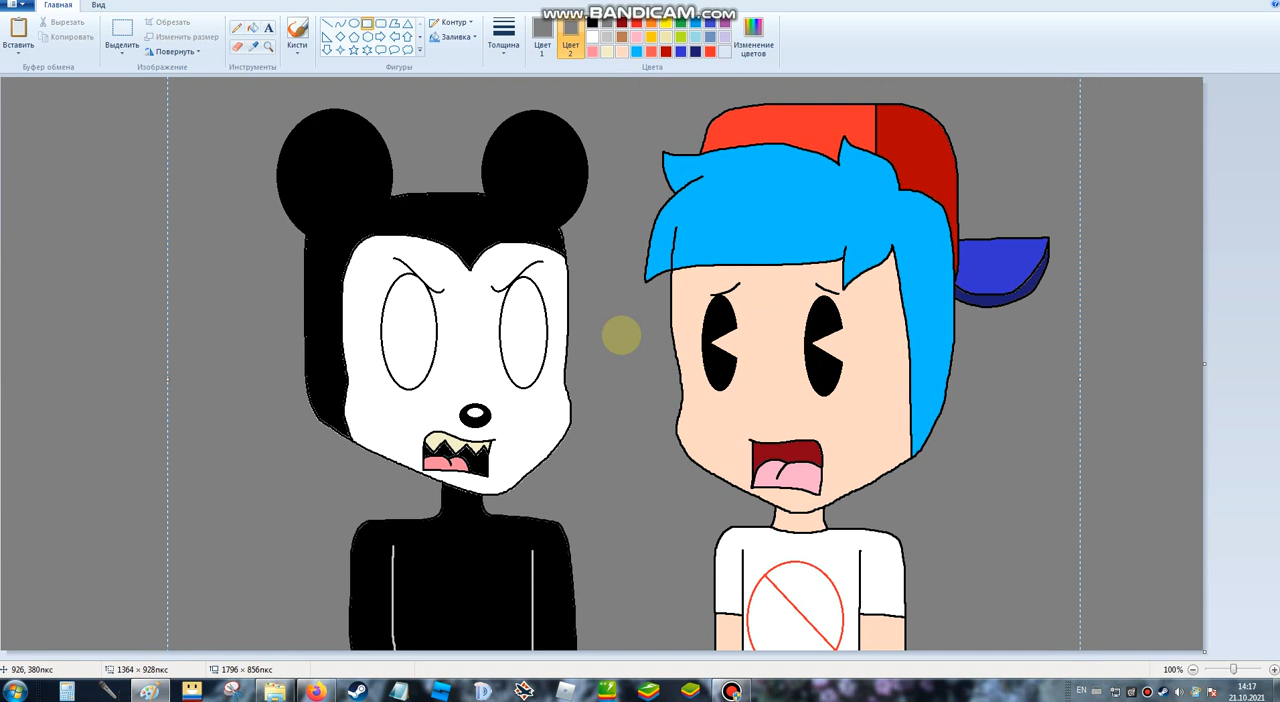 www.BANDICAM.com
Главная Вид
Вставить
Вырезать
Копировать
Буфер обмена
Выделить
Обрезать
Изменить размер
Повернуть
Изображение
A
Инструменты
Кисти
Контур
Заливка
Фигуры
Толщина
Цвет 1
Цвет 2
Изменение цветов
Цвета
926, 380пкс
1364 × 928пкс
1796 × 856пкс
100%
EN
14:17
21.10.2021